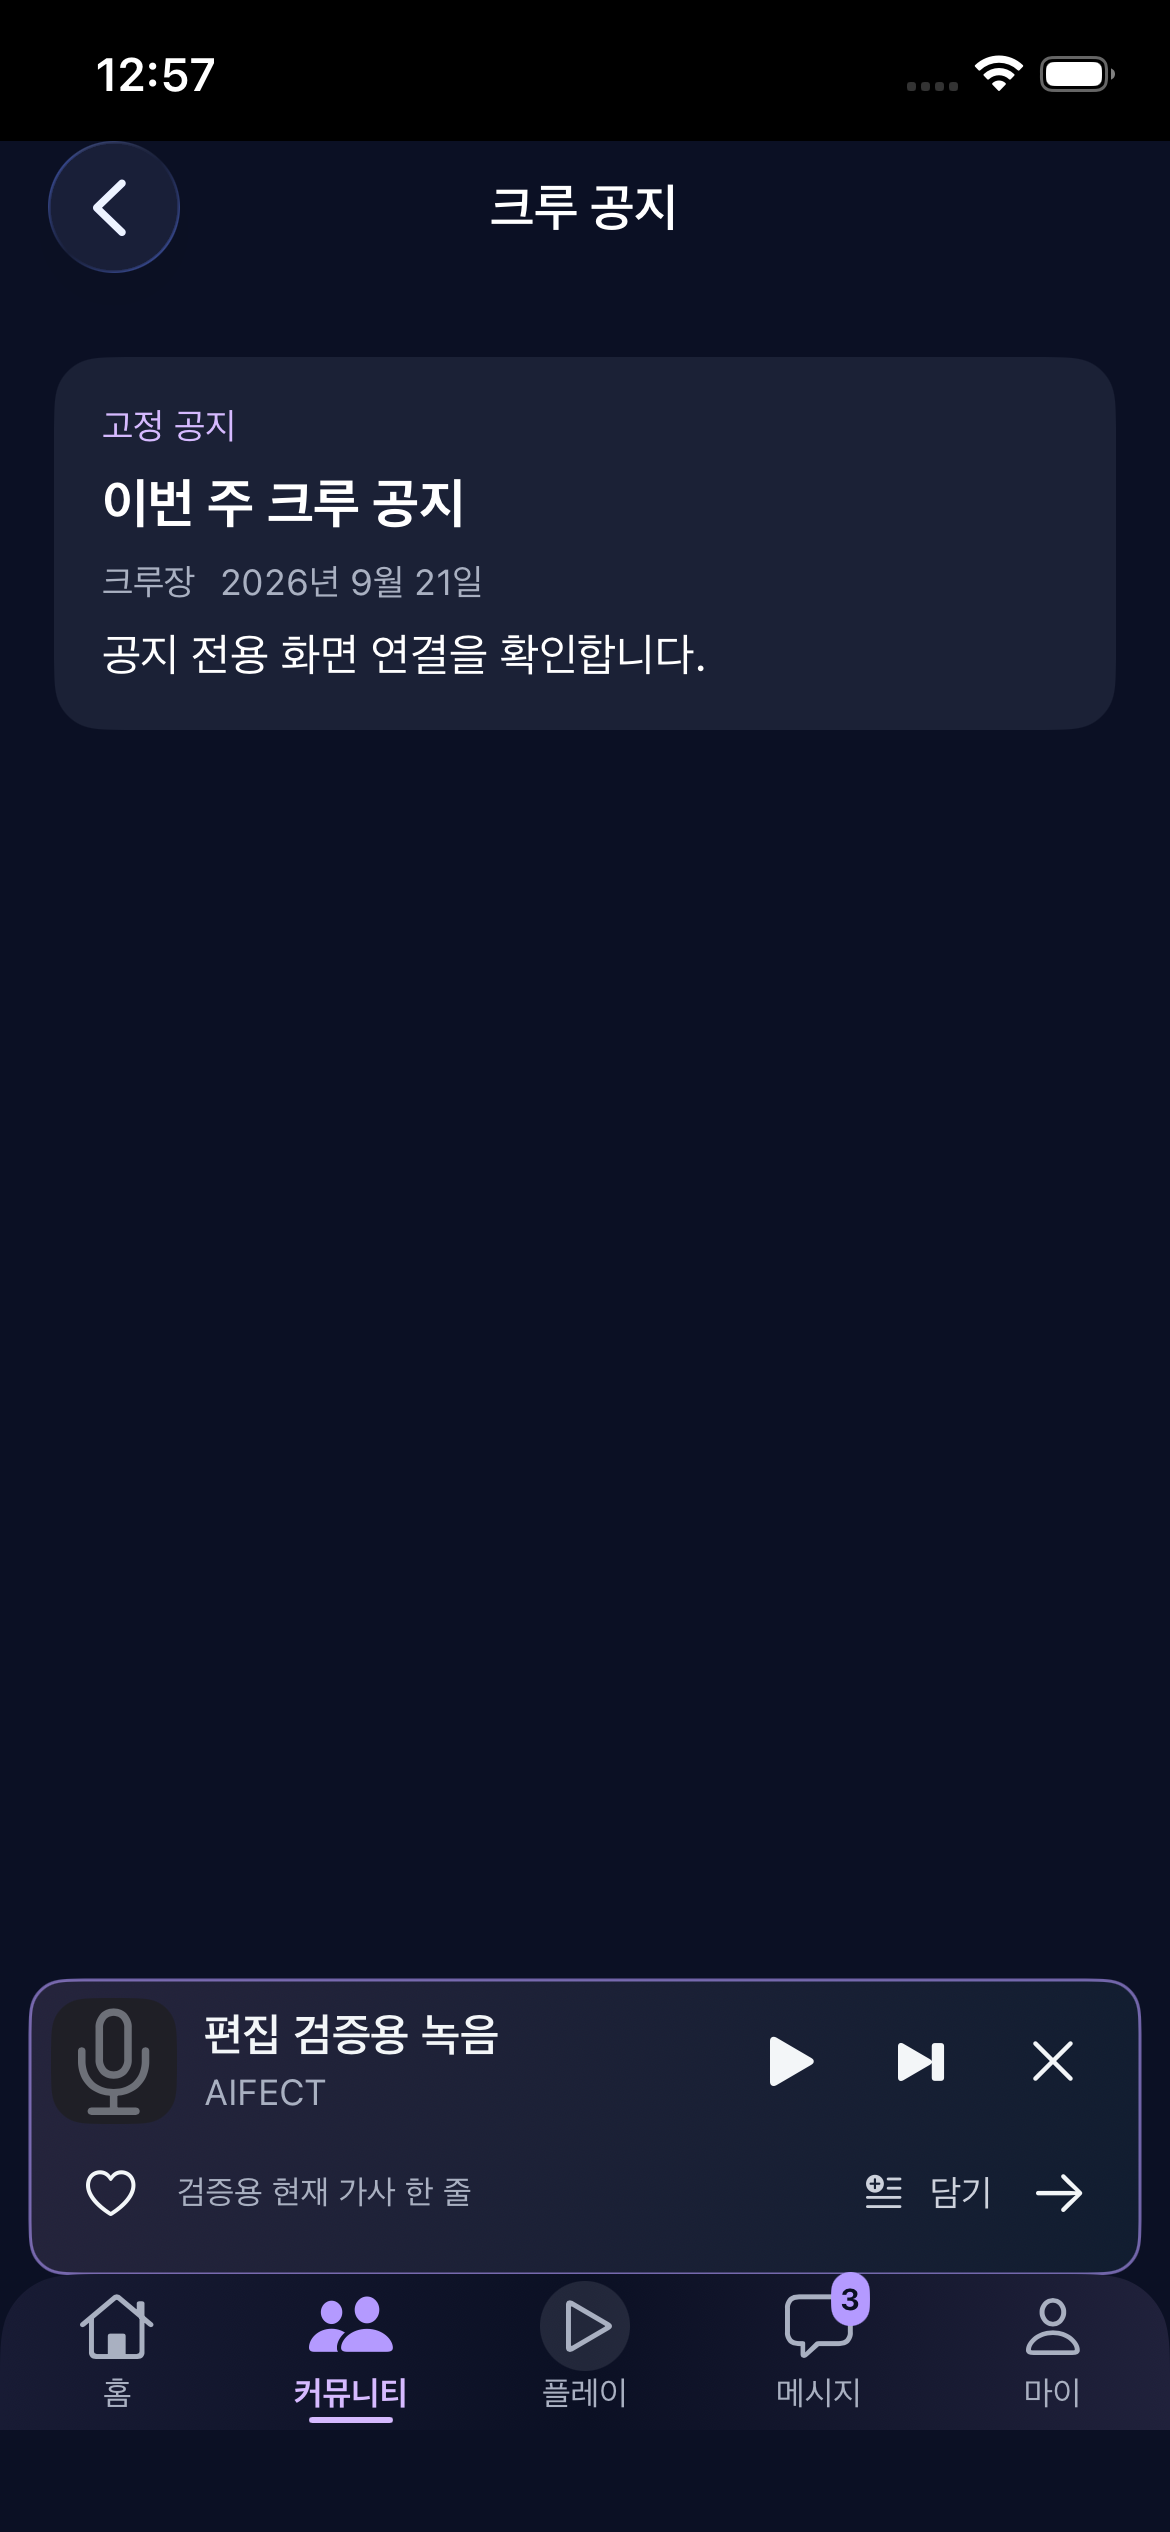 12:57
크루 공지
고정 공지
이번 주 크루 공지
크루장 2026년 9월 21일
공지 전용 화면 연결을 확인합니다.
편집 검증용 녹음
AIFECT
검증용 현재 가사 한 줄
담기
3
홈
커뮤니티
플레이
메시지
마이